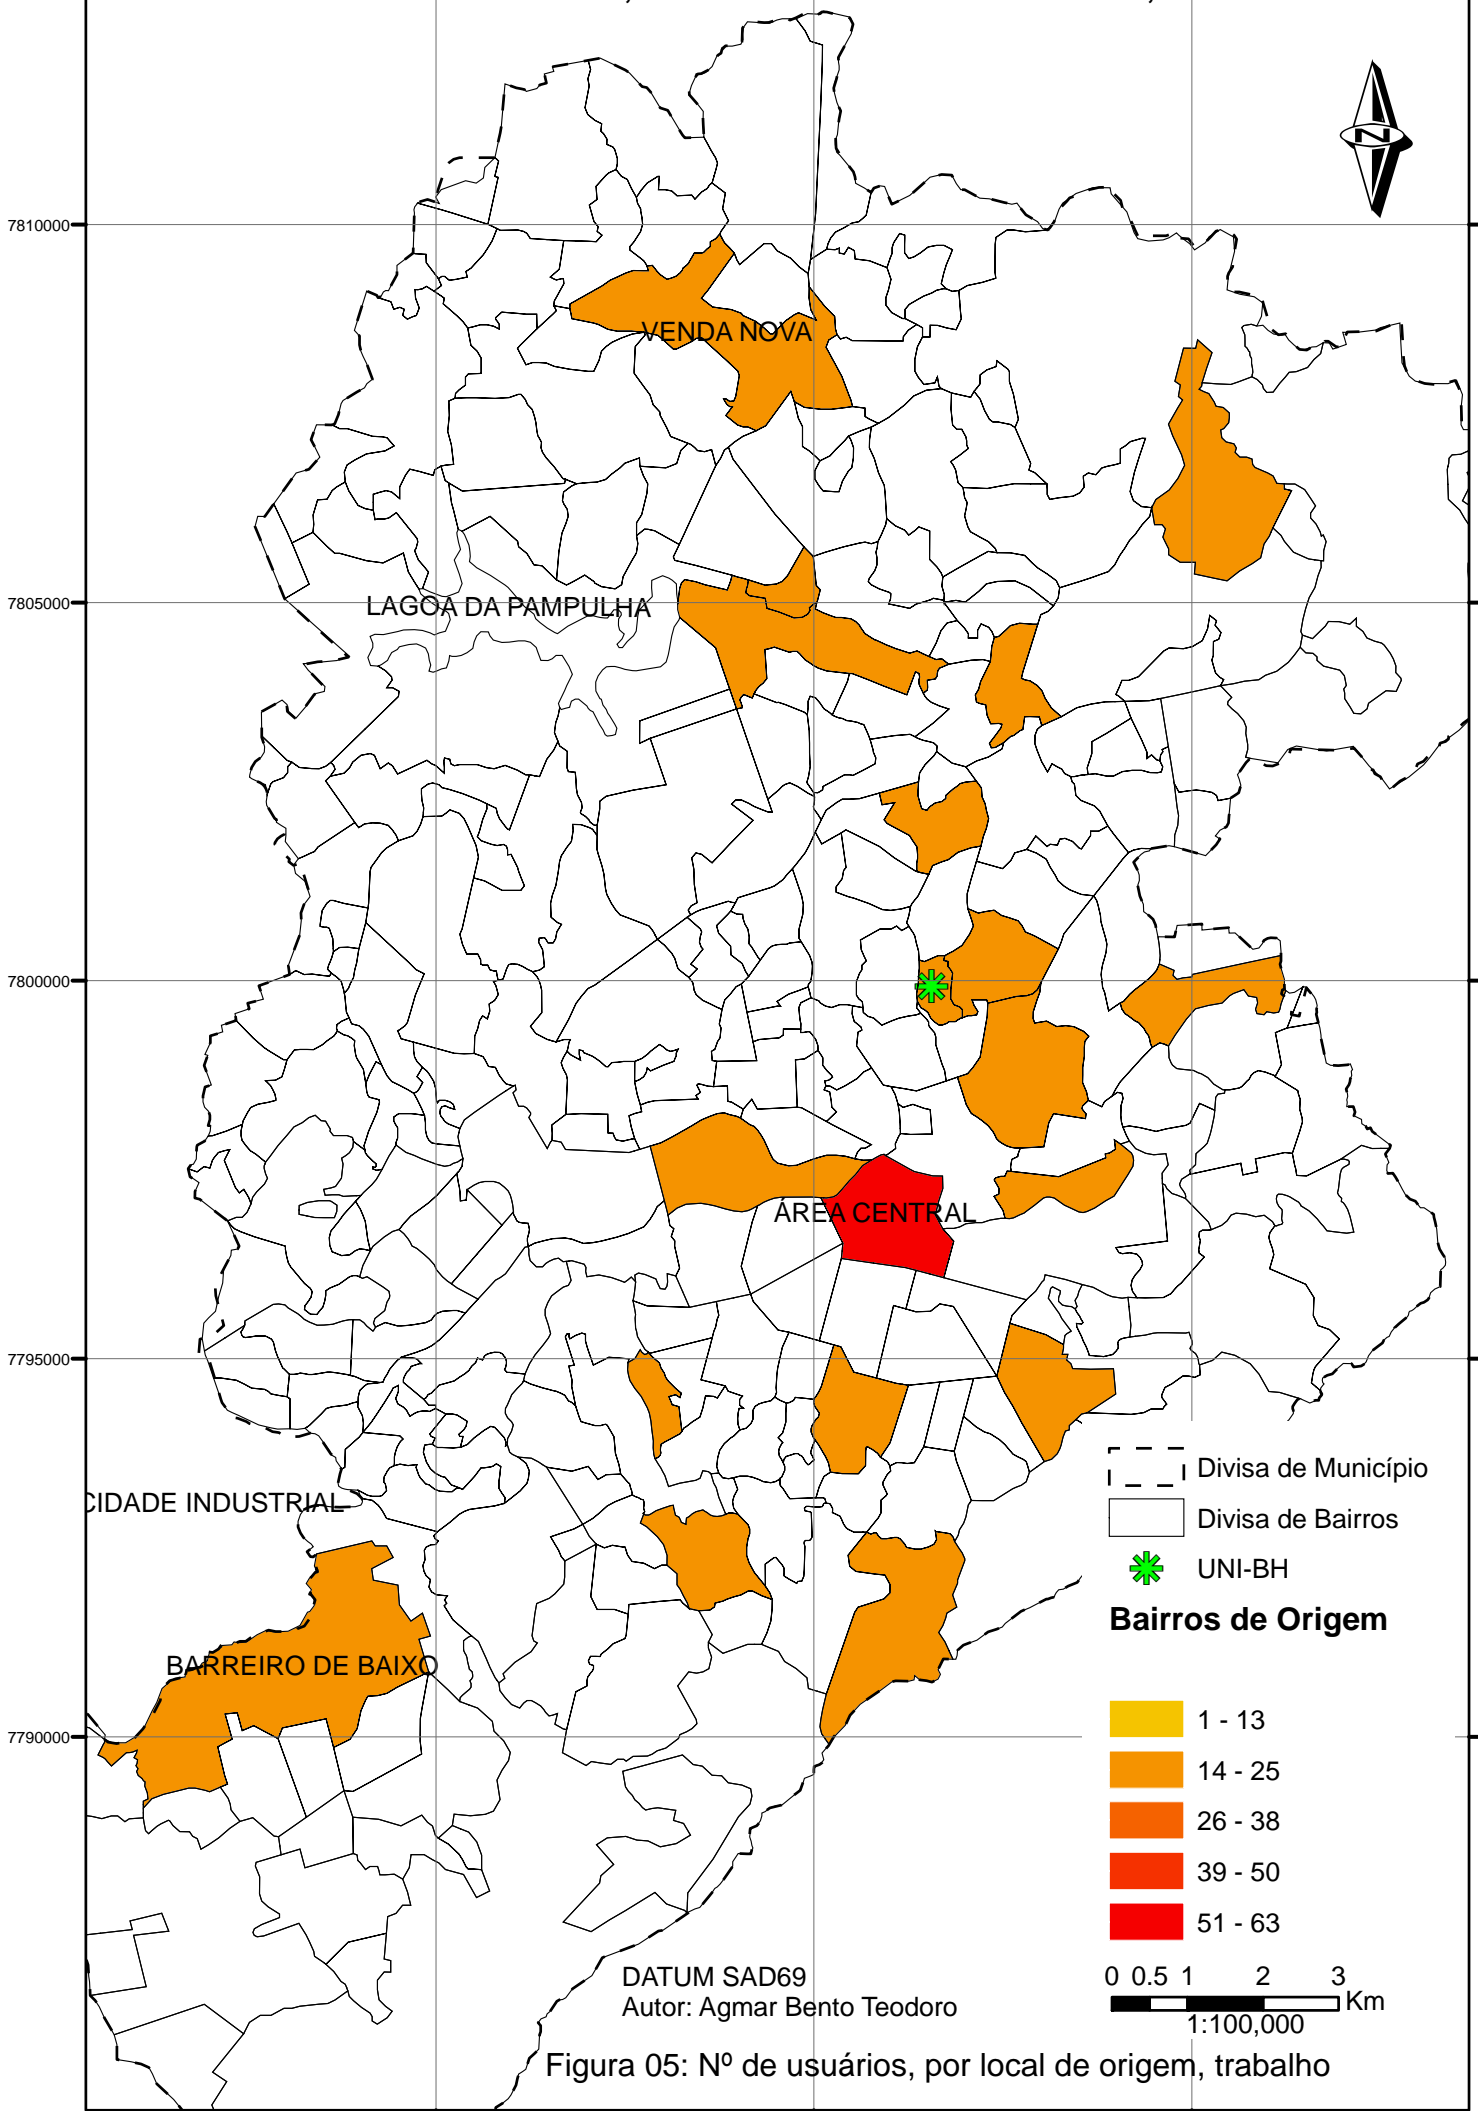 N
7810000
VENDA NOVA
7805000
LAGOA DA PAMPULHA
7800000
ÁREA CENTRAL
7795000
CIDADE INDUSTRIAL
BARREIRO DE BAIXO
7790000
Divisa de Município
Divisa de Bairros
UNI-BH
Bairros de Origem
1 - 13
14 - 25
26 - 38
39 - 50
51 - 63
0 0.5 1 2 3
Km
1:100,000
DATUM SAD69
Autor: Agmar Bento Teodoro
Figura 05: Nº de usuários, por local de origem, trabalho